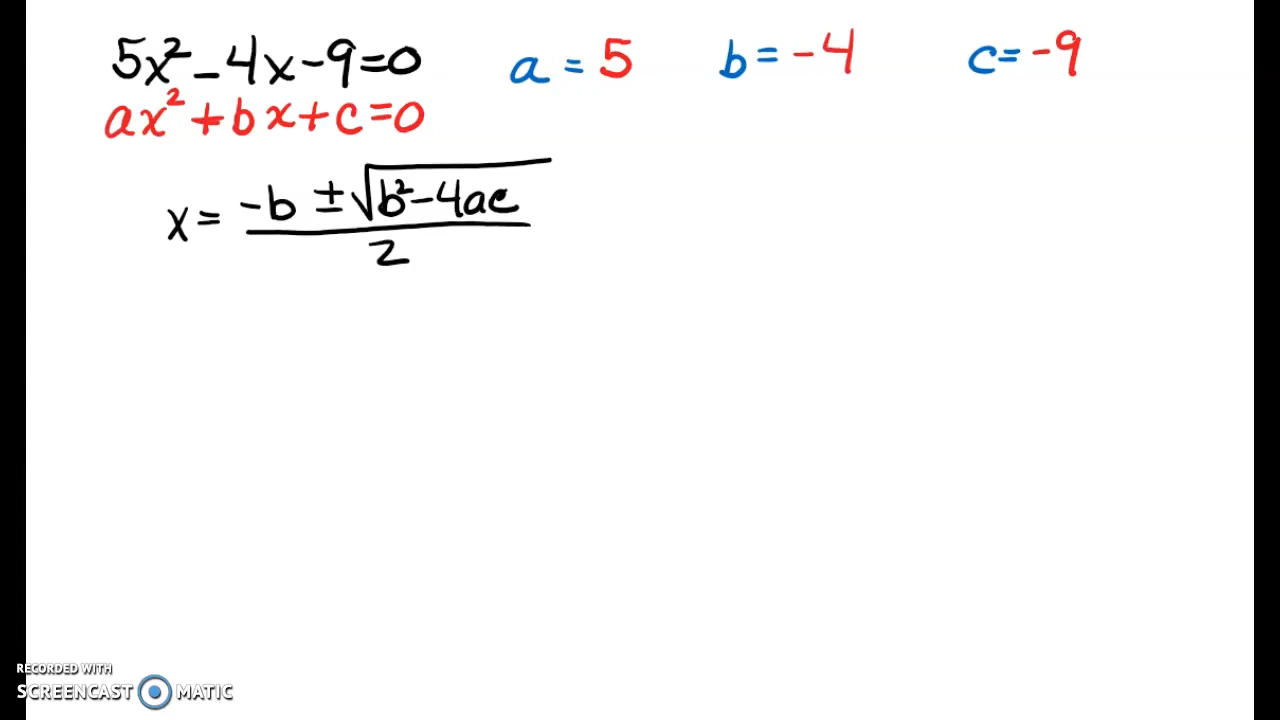 5x²-4x-9=0 a = 5 b = -4 c = -9
ax²+bx+c=0
x = -b ± √b²-4ac
2
RECORDED WITH
SCREENCAST MATIC